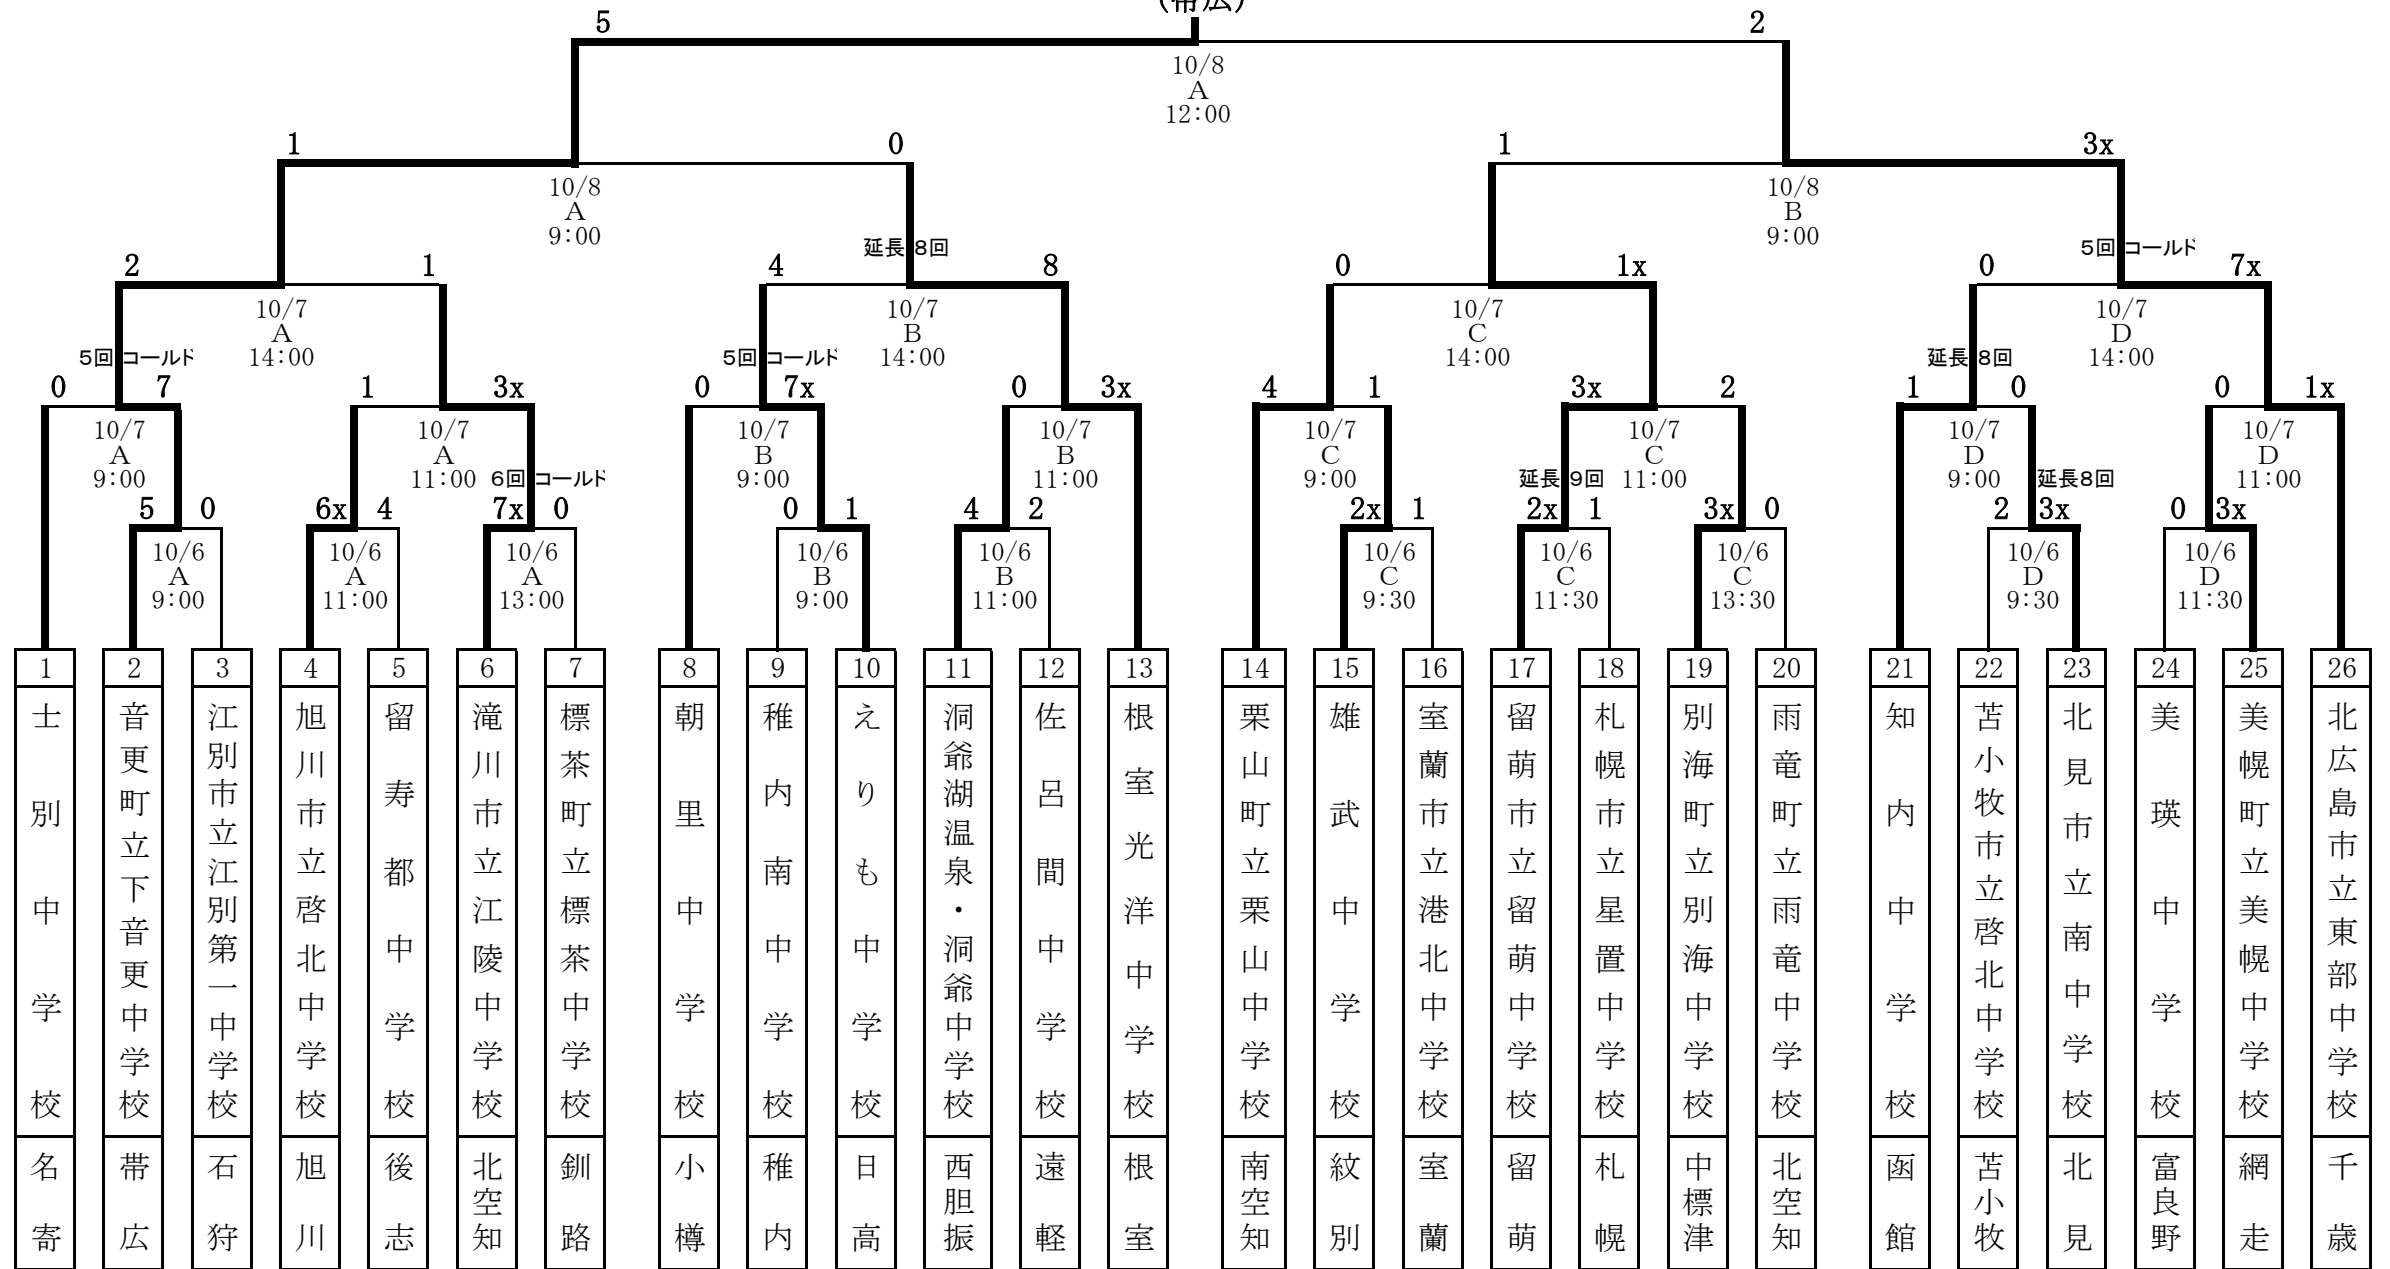 (帯広)
5 2
10/8
A
12:00
1 0 1 3x
10/8 10/8
A B
9:00 9:00
延長 8回 5回 コールド
2 1 4 8 0 1x 0 7x
10/7 10/7 10/7 10/7
A B C D
14:00 14:00 14:00 14:00
5回 コールド 5回 コールド 延長 8回
0 7 1 3x 0 7x 0 3x 4 1 3x 2 1 0 0 1x
10/7 10/7 10/7 10/7 10/7 10/7 10/7 10/7
A A B B C C D D
9:00 11:00 9:00 11:00 9:00 11:00 9:00 11:00
6回 コールド 延長 9回 延長8回
5 0 6x 4 7x 0 0 1 4 2 2x 1 2x 1 3x 0 2 3x 0 3x
10/6 10/6 10/6 10/6 10/6 10/6 10/6 10/6 10/6 10/6
A A A B B C C C D D
9:00 11:00 13:00 9:00 11:00 9:30 11:30 13:30 9:30 11:30
1 士別中学校 名寄
2 音更町立下音更中学校 帯広
3 江別市立江別第一中学校 石狩
4 旭川市立啓北中学校 旭川
5 留寿都中学校 後志
6 滝川市立江陵中学校 北空知
7 標茶町立標茶中学校 釧路
8 朝里中学校 小樽
9 稚内南中学校 稚内
10 えりも中学校 日高
11 洞爺湖温泉・洞爺中学校 西胆振
12 佐呂間中学校 遠軽
13 根室光洋中学校 根室
14 栗山町立栗山中学校 南空知
15 雄武中学校 紋別
16 室蘭市立港北中学校 室蘭
17 留萌市立留萌中学校 留萌
18 札幌市立星置中学校 札幌
19 別海町立別海中学校 中標津
20 雨竜町立雨竜中学校 北空知
21 知内中学校 函館
22 苫小牧市立啓北中学校 苫小牧
23 北見市立南中学校 北見
24 美瑛中学校 富良野
25 美幌町立美幌中学校 網走
26 北広島市立東部中学校 千歳